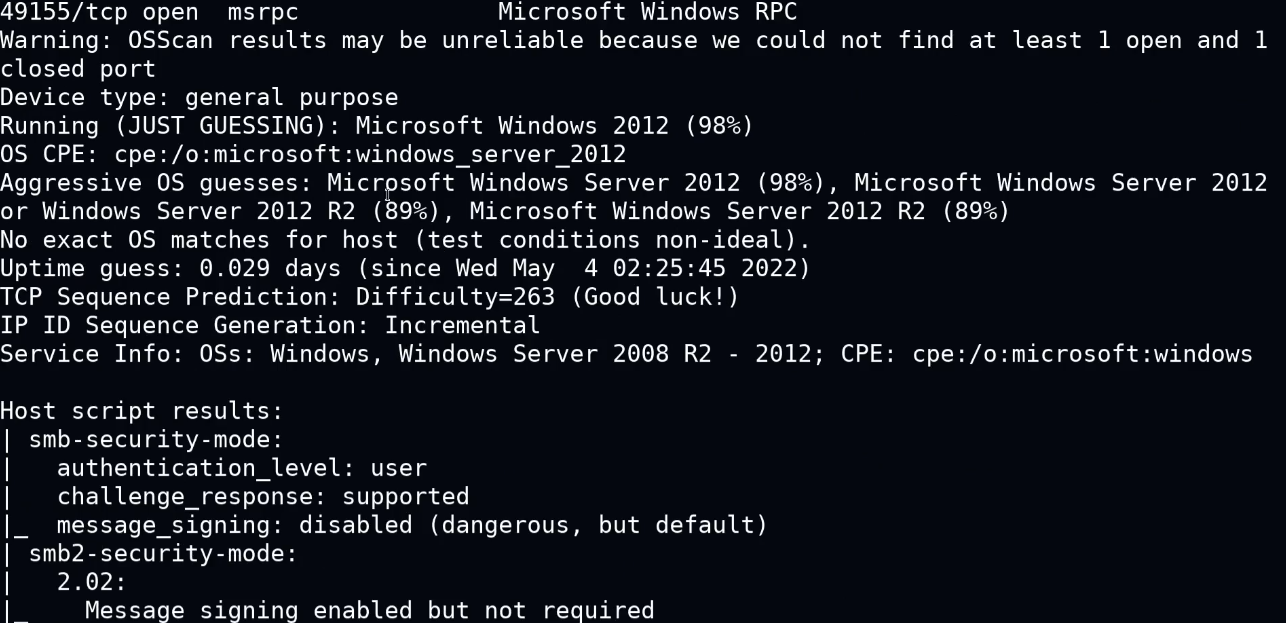 49155/tcp open  msrpc              Microsoft Windows RPC
Warning: OSScan results may be unreliable because we could not find at least 1 open and 1
closed port
Device type: general purpose
Running (JUST GUESSING): Microsoft Windows 2012 (98%)
OS CPE: cpe:/o:microsoft:windows_server_2012
Aggressive OS guesses: Microsoft Windows Server 2012 (98%), Microsoft Windows Server 2012
or Windows Server 2012 R2 (89%), Microsoft Windows Server 2012 R2 (89%)
No exact OS matches for host (test conditions non-ideal).
Uptime guess: 0.029 days (since Wed May  4 02:25:45 2022)
TCP Sequence Prediction: Difficulty=263 (Good luck!)
IP ID Sequence Generation: Incremental
Service Info: OSs: Windows, Windows Server 2008 R2 - 2012; CPE: cpe:/o:microsoft:windows

Host script results:
| smb-security-mode:
|   authentication_level: user
|   challenge_response: supported
|_  message_signing: disabled (dangerous, but default)
| smb2-security-mode:
|   2.02:
|_    Message signing enabled but not required